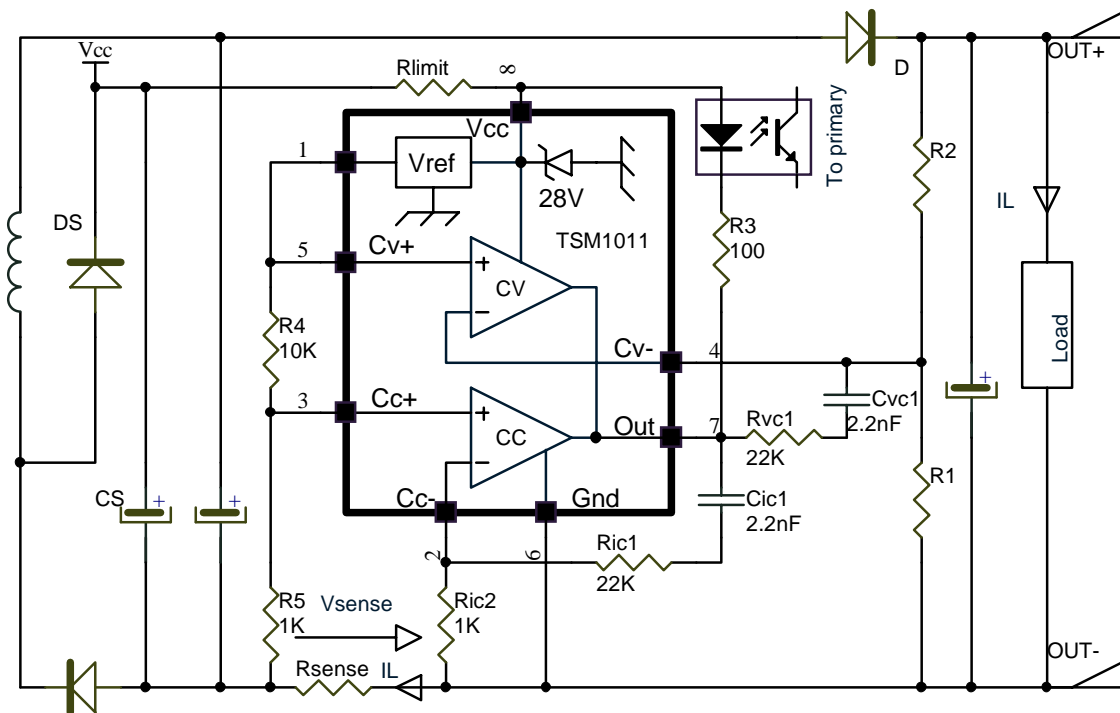 Vcc
Rlimit
8
D
OUT+
Vcc
To primary
1
Vref
R2
28V
IL
DS
TSM1011
R3
100
5
Cv+
+
CV
−
R4
10K
Cv-
4
Load
Cvc1
2.2nF
+
3
Cc+
+
CC
−
Out
7
Rvc1
22K
R1
Cc-
Gnd
Cic1
2.2nF
CS
+
+
2
6
Ric1
22K
R5
1K
Vsense
Ric2
1K
Rsense
IL
OUT-